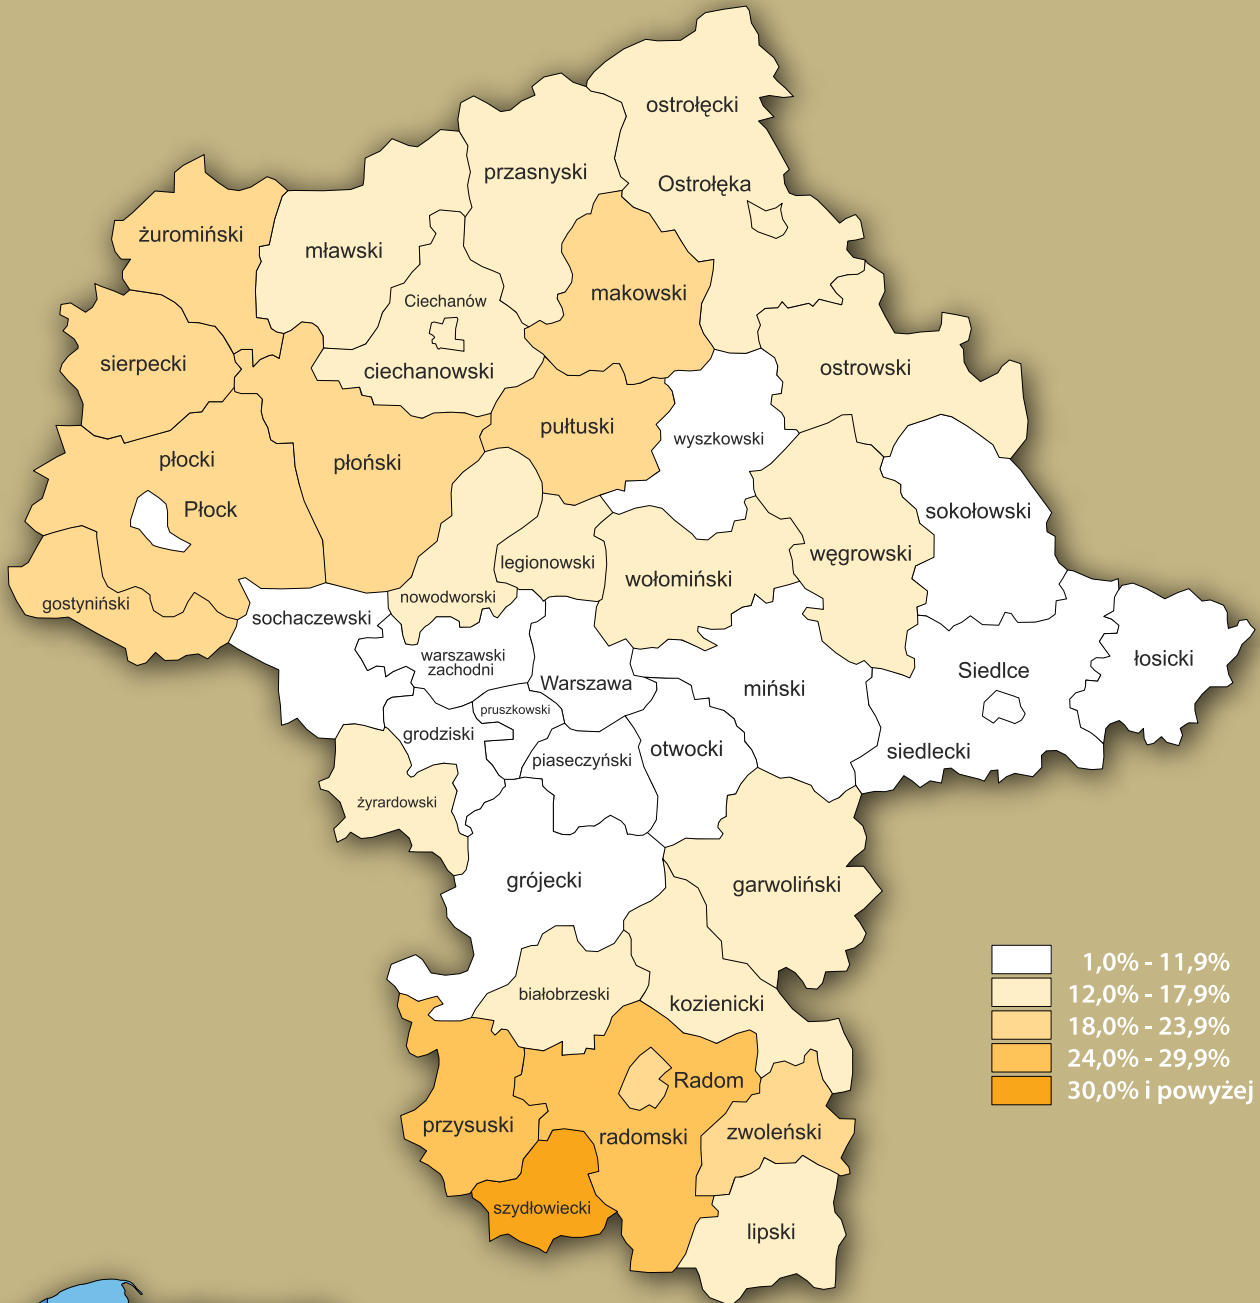 ostrołęcki
przasnyski
Ostrołęka
żuromiński
mławski
makowski
Ciechanów
sierpecki
ciechanowski
ostrowski
pułtuski
wyszkowski
płocki
płoński
Płock
sokołowski
węgrowski
legionowski
wołomiński
nowodworski
gostyniński
sochaczewski
warszawski
zachodni
łosicki
Siedlce
Warszawa
miński
pruszkowski
grodziski
otwocki
siedlecki
piaseczyński
żyrardowski
grójecki
garwoliński
białobrzeski
kozienicki
Radom
przysuski
radomski
zwoleński
szydłowiecki
lipski
1,0% - 11,9%
12,0% - 17,9%
18,0% - 23,9%
24,0% - 29,9%
30,0% i powyżej